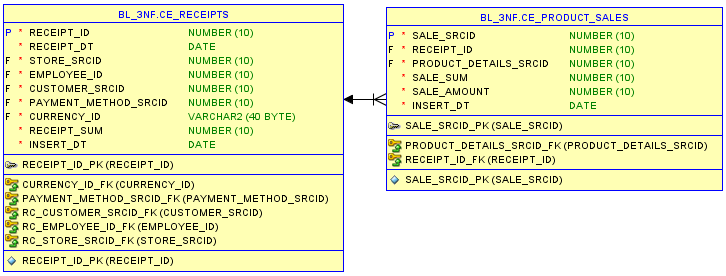 BL_3NF.CE_RECEIPTS
P * RECEIPT_ID NUMBER (10)
* RECEIPT_DT DATE
F * STORE_SRCID NUMBER (10)
F * EMPLOYEE_ID NUMBER (10)
F * CUSTOMER_SRCID NUMBER (10)
F * PAYMENT_METHOD_SRCID NUMBER (10)
F * CURRENCY_ID VARCHAR2 (40 BYTE)
* RECEIPT_SUM NUMBER (10)
* INSERT_DT DATE
RECEIPT_ID_PK (RECEIPT_ID)
CURRENCY_ID_FK (CURRENCY_ID)
PAYMENT_METHOD_SRCID_FK (PAYMENT_METHOD_SRCID)
RC_CUSTOMER_SRCID_FK (CUSTOMER_SRCID)
RC_EMPLOYEE_ID_FK (EMPLOYEE_ID)
RC_STORE_SRCID_FK (STORE_SRCID)
RECEIPT_ID_PK (RECEIPT_ID)
BL_3NF.CE_PRODUCT_SALES
P * SALE_SRCID NUMBER (10)
F * RECEIPT_ID NUMBER (10)
F * PRODUCT_DETAILS_SRCID NUMBER (10)
* SALE_SUM NUMBER (10)
* SALE_AMOUNT NUMBER (10)
* INSERT_DT DATE
SALE_SRCID_PK (SALE_SRCID)
PRODUCT_DETAILS_SRCID_FK (PRODUCT_DETAILS_SRCID)
RECEIPT_ID_FK (RECEIPT_ID)
SALE_SRCID_PK (SALE_SRCID)